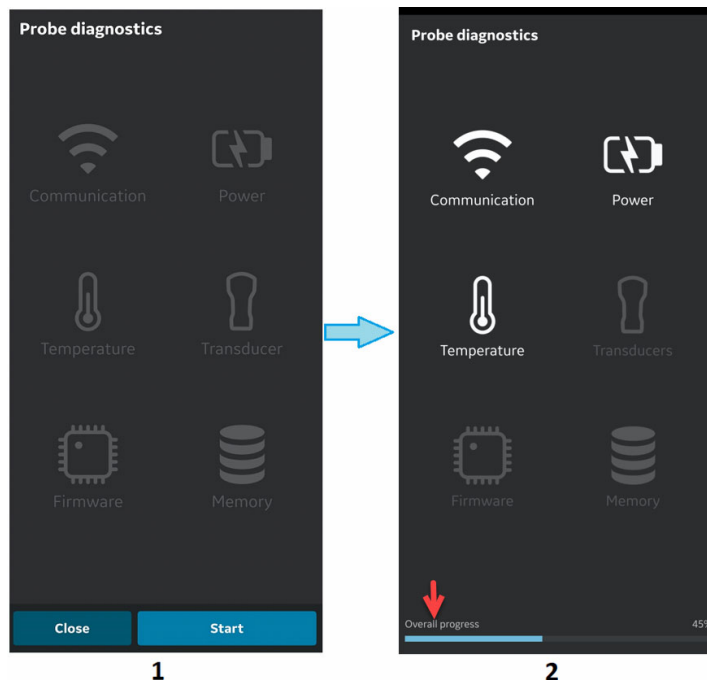 Probe diagnostics
Communication
Power
Temperature
Transducer
Firmware
Memory
Close
Start
1
Probe diagnostics
Communication
Power
Temperature
Transducers
Firmware
Memory
Overall progress
45%
2